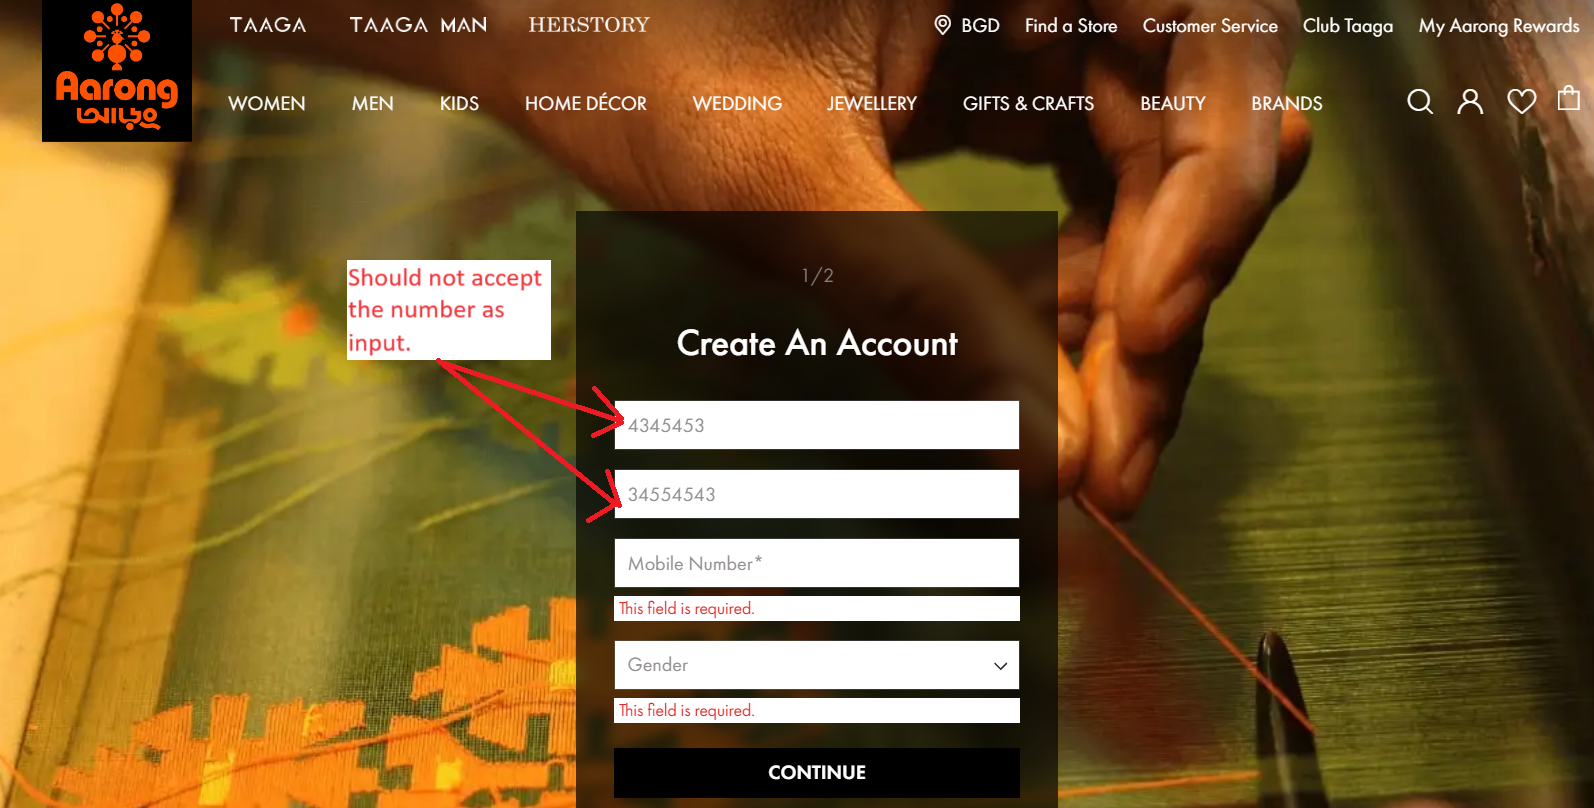 TAAGA
TAAGA MAN
HERSTORY
BGD
Find a Store
Customer Service
Club Taaga
My Aarong Rewards
Aarong
আড়ং
WOMEN
MEN
KIDS
HOME DÉCOR
WEDDING
JEWELLERY
GIFTS & CRAFTS
BEAUTY
BRANDS
Should not accept
the number as
input.
1/2
Create An Account
4345453
34554543
Mobile Number*
This field is required.
Gender
This field is required.
CONTINUE